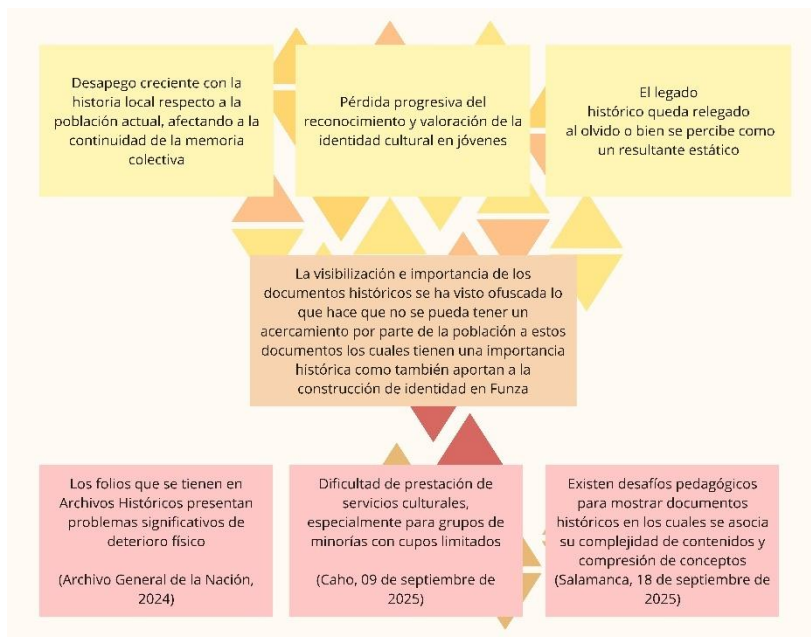 Desapego creciente con la
historia local respecto a la
población actual, afectando a la
continuidad de la memoria
colectiva
Pérdida progresiva del
reconocimiento y valoración de la
identidad cultural en jóvenes
El legado
histórico queda relegado
al olvido o bien se percibe como
un resultante estático
La visibilización e importancia de los
documentos históricos se ha visto ofuscada lo
que hace que no se pueda tener un
acercamiento por parte de la población a estos
documentos los cuales tienen una importancia
histórica como también aportan a la
construcción de identidad en Funza
Los folios que se tienen en
Archivos Históricos presentan
problemas significativos de
deterioro físico
(Archivo General de la Nación,
2024)
Dificultad de prestación de
servicios culturales,
especialmente para grupos de
minorías con cupos limitados
(Caho, 09 de septiembre de
2025)
Existen desafíos pedagógicos
para mostrar documentos
históricos en los cuales se asocia
su complejidad de contenidos y
compresión de conceptos
(Salamanca, 18 de septiembre de
2025)